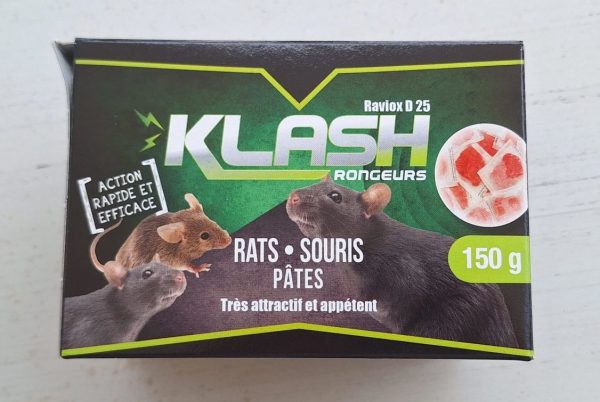 Raviox D 25
KLASH
RONGEURS
ACTION
RAPIDE ET
EFFICACE
RATS • SOURIS
PÂTES
150 g
Très attractif et appétent